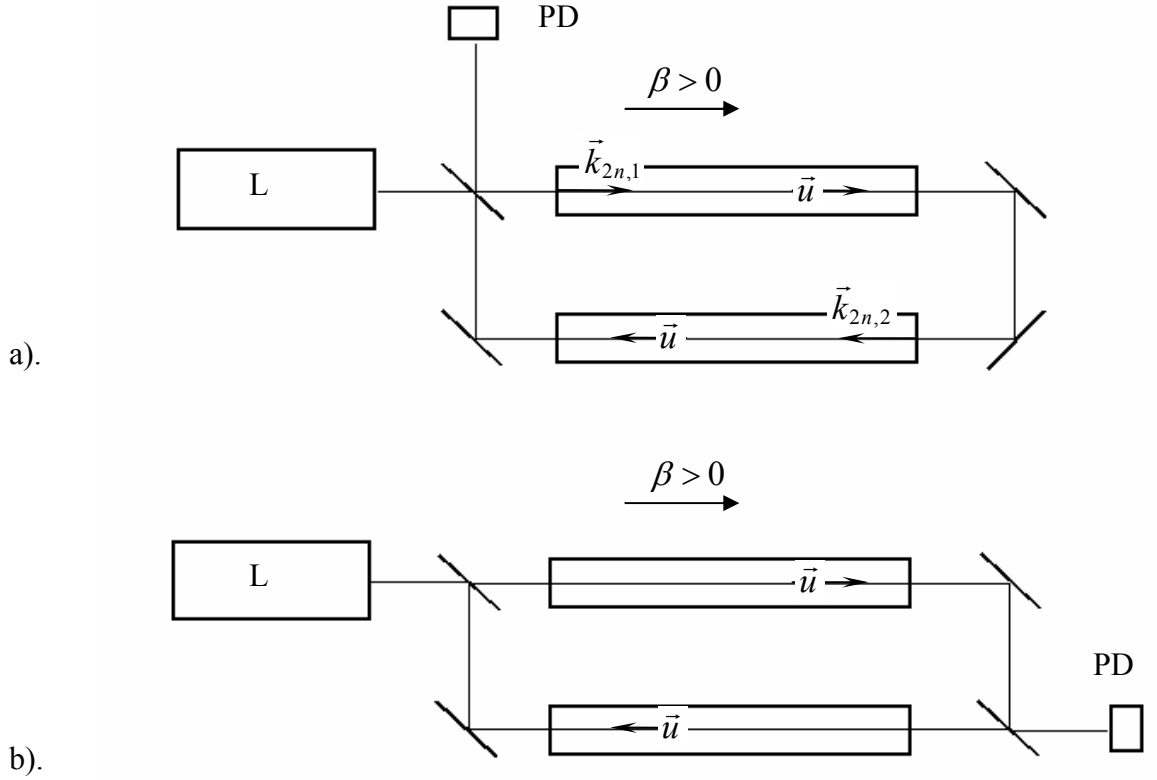 PD
β > 0
L
k⃗₂ₙ,₁
u⃗
k⃗₂ₙ,₂
u⃗
a).
β > 0
L
u⃗
PD
u⃗
b).